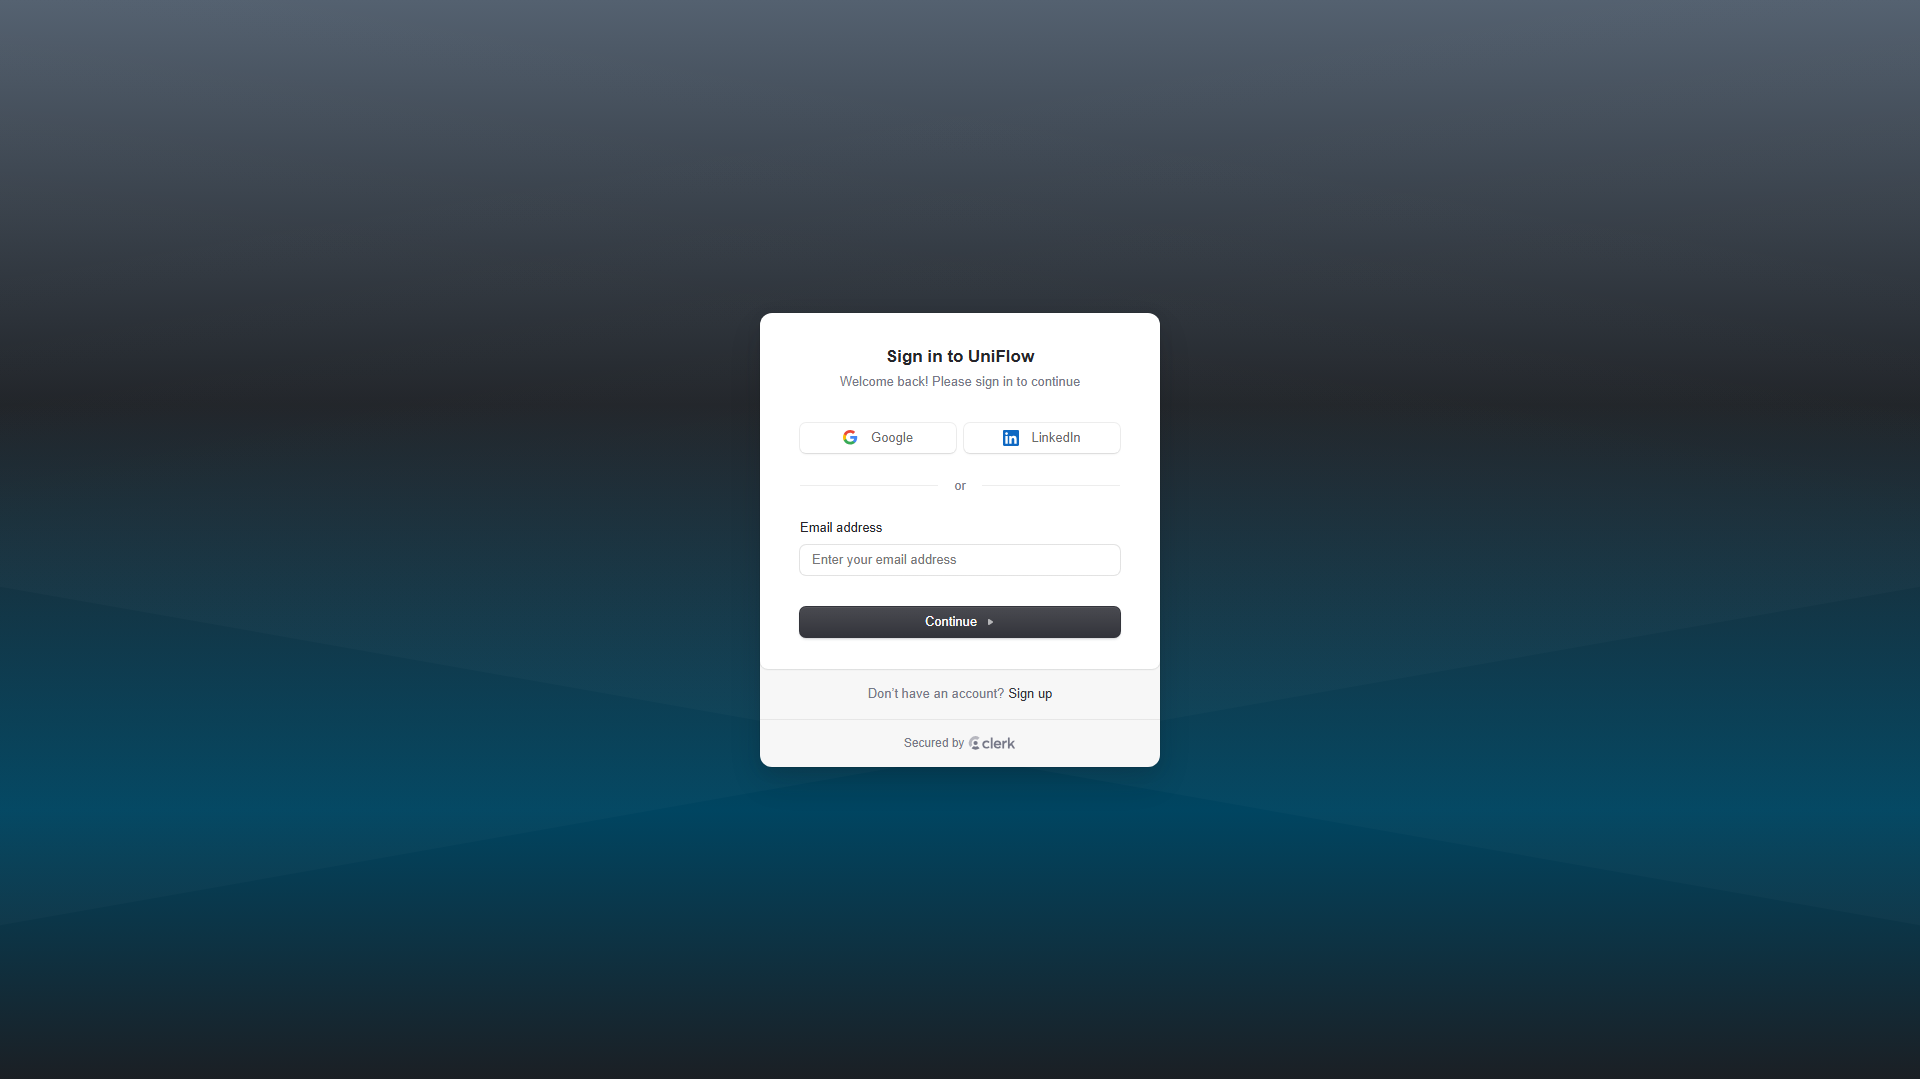 Sign in to UniFlow
Welcome back! Please sign in to continue
Google
LinkedIn
or
Email address
Enter your email address
Continue
Don’t have an account? Sign up
Secured by clerk